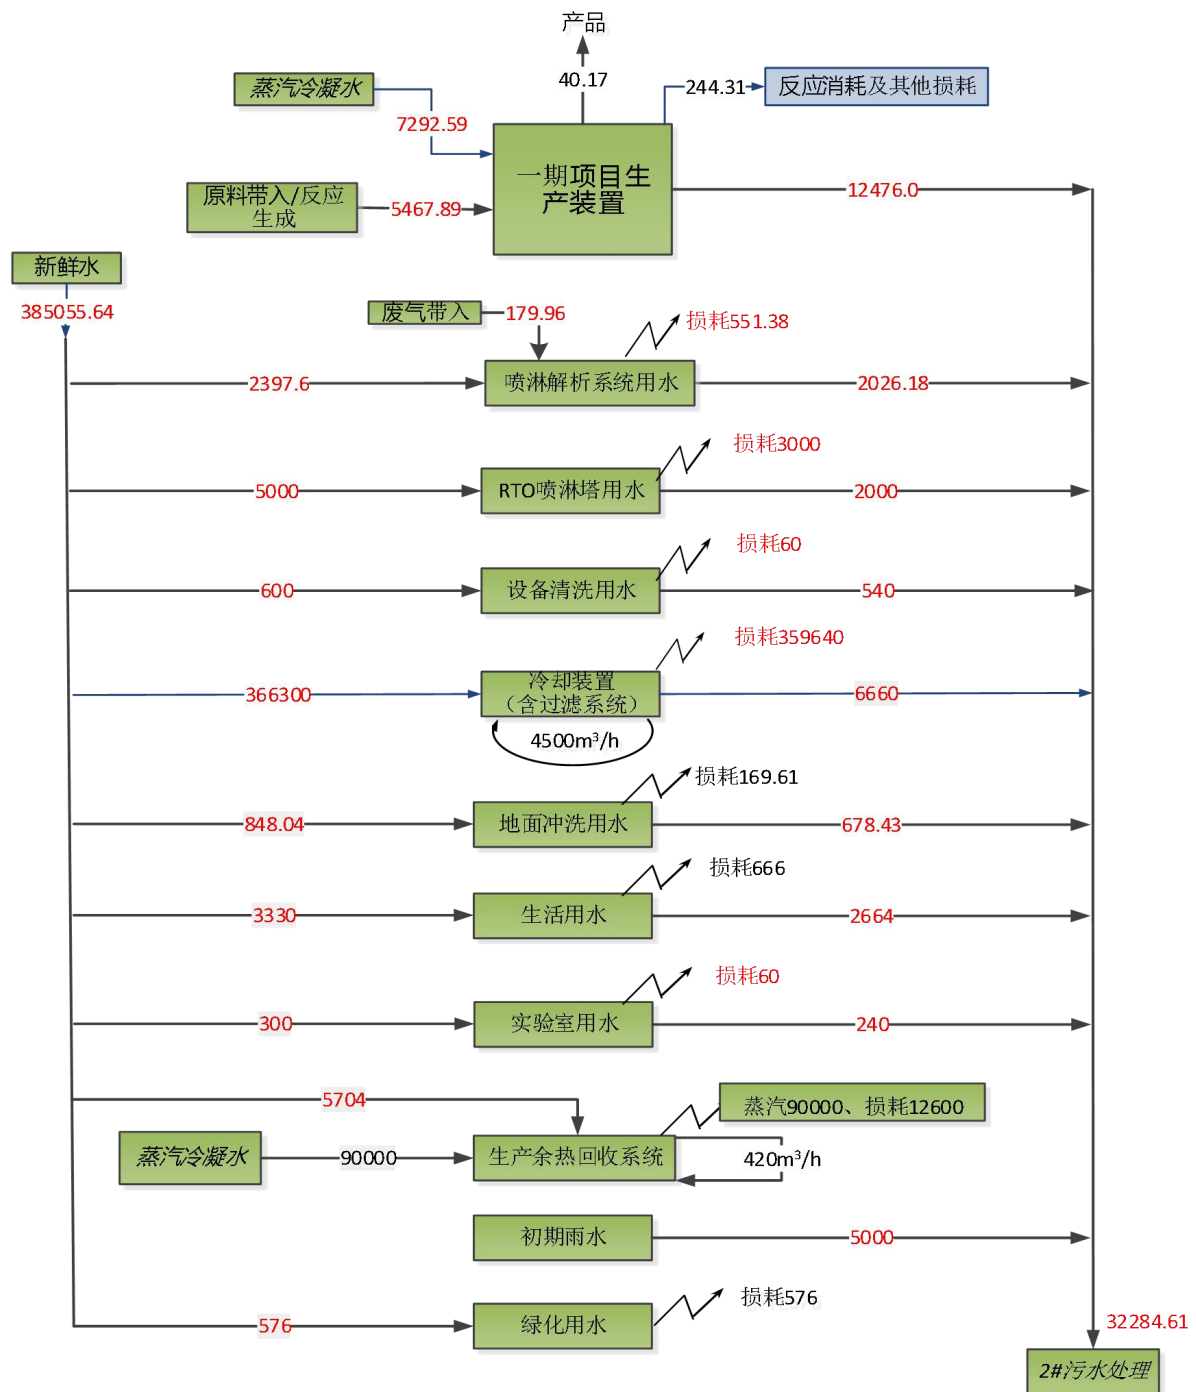 产品
40.17
蒸汽冷凝水
244.31
反应消耗及其他损耗
7292.59
一期项目生
产装置
原料带入/反应
生成
5467.89
12476.0
新鲜水
385055.64
废气带入
179.96
损耗551.38
2397.6
喷淋解析系统用水
2026.18
损耗3000
5000
RTO喷淋塔用水
2000
损耗60
600
设备清洗用水
540
损耗359640
366300
冷却装置
（含过滤系统）
6660
4500m³/h
损耗169.61
848.04
地面冲洗用水
678.43
损耗666
3330
生活用水
2664
损耗60
300
实验室用水
240
5704
蒸汽90000、损耗12600
蒸汽冷凝水
90000
生产余热回收系统
420m³/h
初期雨水
5000
损耗576
576
绿化用水
32284.61
2#污水处理